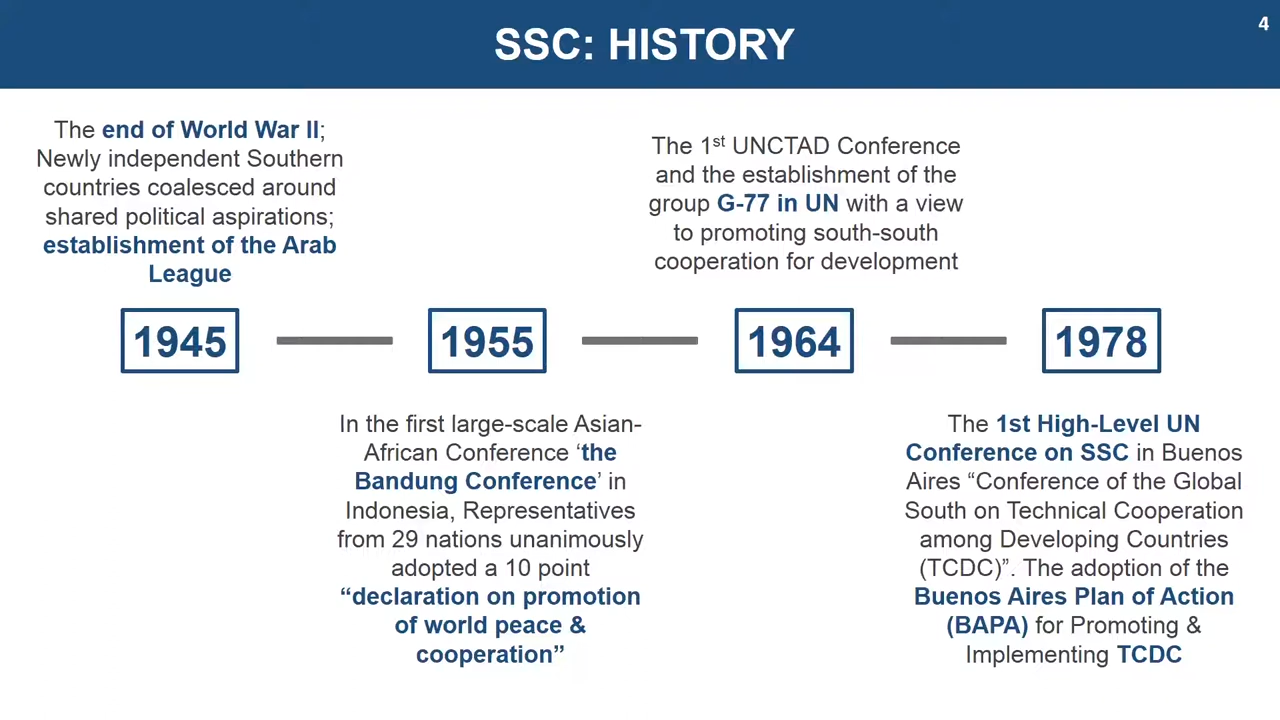 4
SSC: HISTORY
The end of World War II;
Newly independent Southern
countries coalesced around
shared political aspirations;
establishment of the Arab
League
1945
In the first large-scale Asian-
African Conference ‘the
Bandung Conference’ in
Indonesia, Representatives
from 29 nations unanimously
adopted a 10 point
“declaration on promotion
of world peace &
cooperation”
1955
The 1st UNCTAD Conference
and the establishment of the
group G-77 in UN with a view
to promoting south-south
cooperation for development
1964
1978
The 1st High-Level UN
Conference on SSC in Buenos
Aires “Conference of the Global
South on Technical Cooperation
among Developing Countries
(TCDC)”. The adoption of the
Buenos Aires Plan of Action
(BAPA) for Promoting &
Implementing TCDC